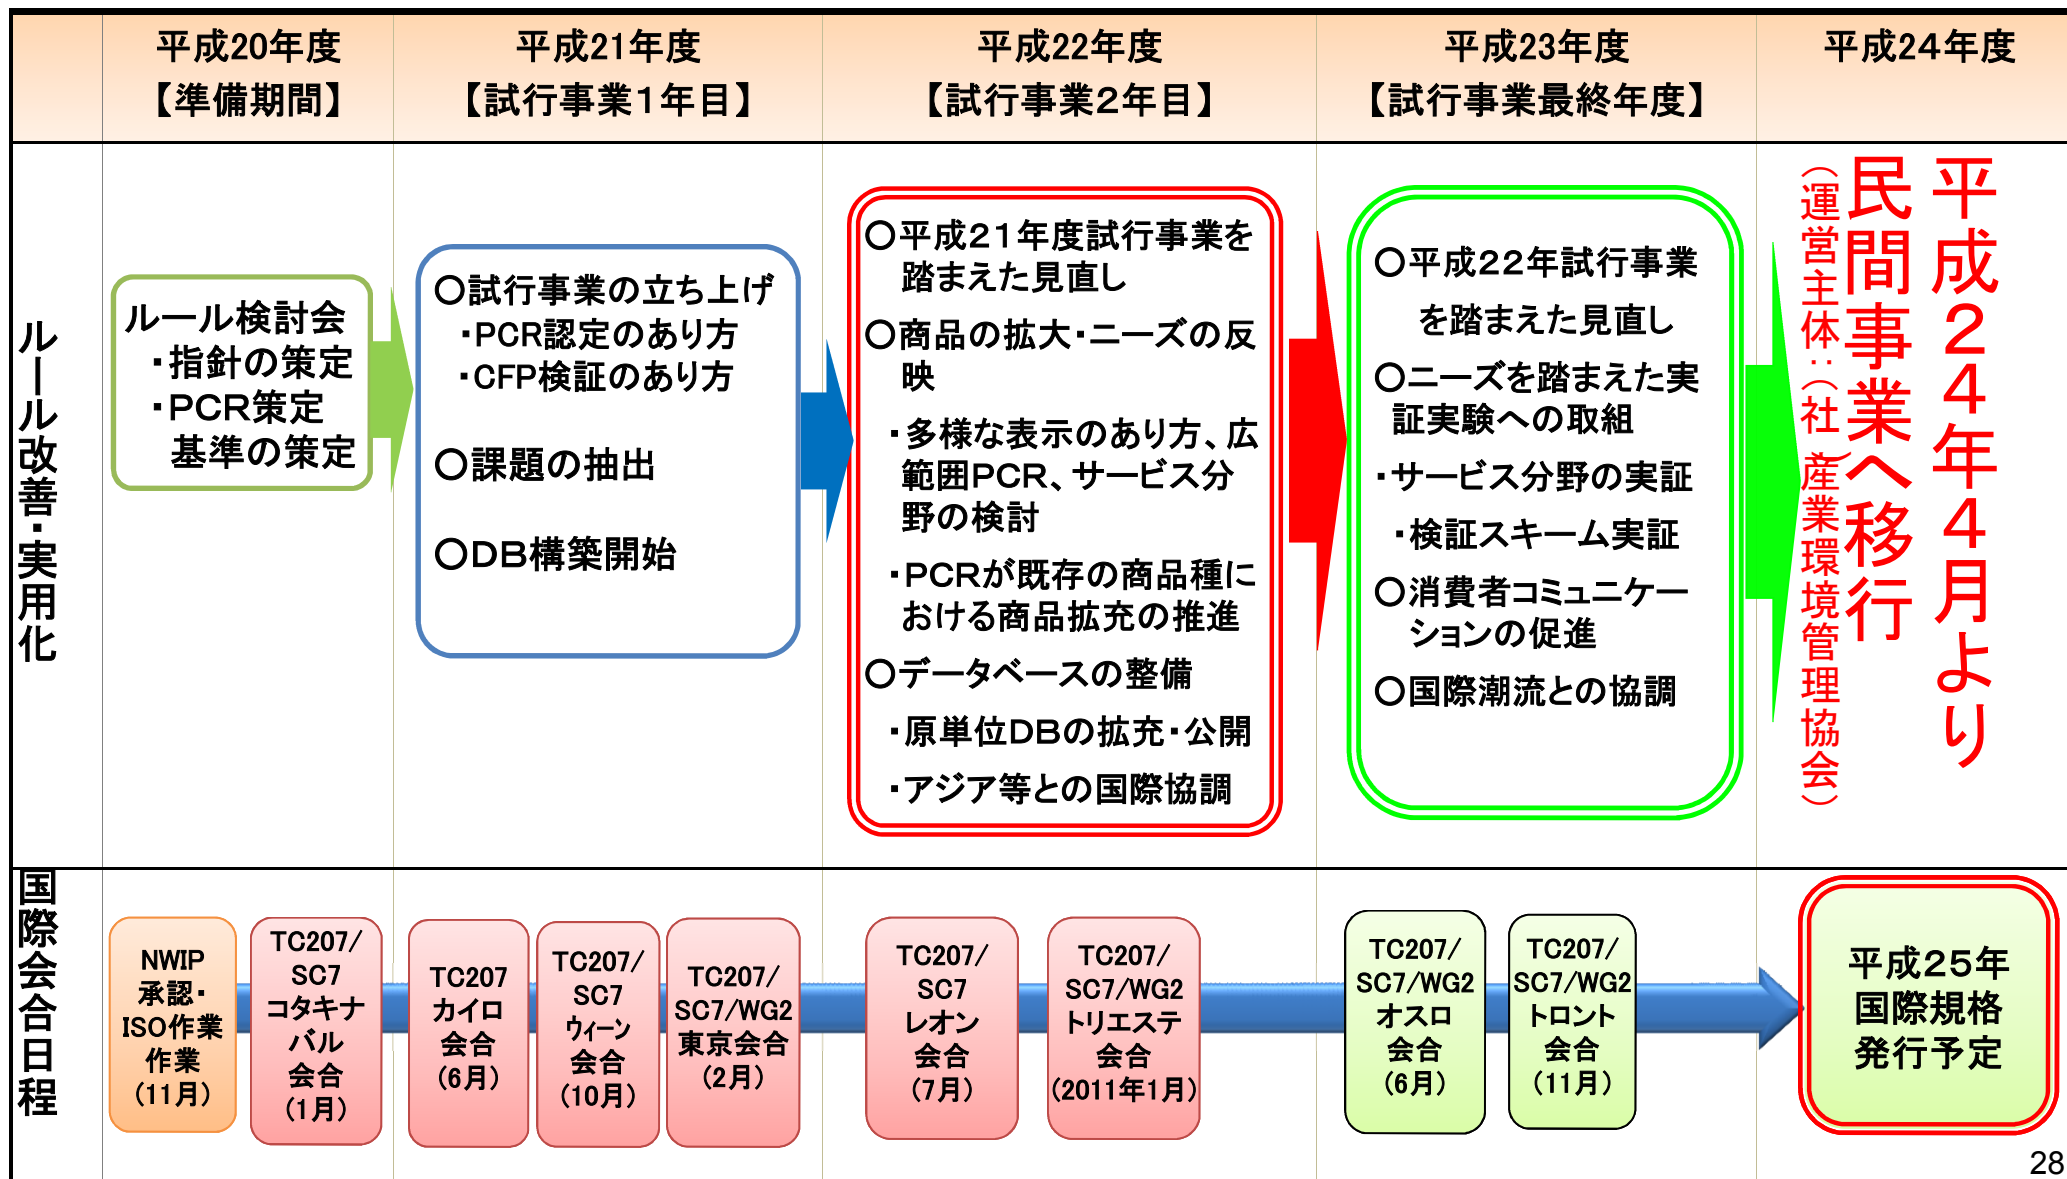 平成20年度
【準備期間】
平成21年度
【試行事業1年目】
平成22年度
【試行事業2年目】
平成23年度
【試行事業最終年度】
平成24年度
ルール改善・実用化
ルール検討会
・指針の策定
・PCR策定
基準の策定
○試行事業の立ち上げ
・PCR認定のあり方
・CFP検証のあり方
○課題の抽出
○DB構築開始
○平成21年度試行事業を
踏まえた見直し
○商品の拡大・ニーズの反
映
・多様な表示のあり方、広
範囲PCR、サービス分
野の検討
・PCRが既存の商品種に
おける商品拡充の推進
○データベースの整備
・原単位DBの拡充・公開
・アジア等との国際協調
○平成22年試行事業
を踏まえた見直し
○ニーズを踏まえた実
証実験への取組
・サービス分野の実証
・検証スキーム実証
○消費者コミュニケー
ションの促進
○国際潮流との協調
平成24年4月より
民間事業へ移行
（運営主体：（社）産業環境管理協会）
国際会合日程
NWIP
承認・
ISO作業
作業
(11月)
TC207/
SC7
コタキナ
バル
会合
(1月)
TC207
カイロ
会合
(6月)
TC207/
SC7
ウィーン
会合
(10月)
TC207/
SC7/WG2
東京会合
(2月)
TC207/
SC7
レオン
会合
(7月)
TC207/
SC7/WG2
トリエステ
会合
(2011年1月)
TC207/
SC7/WG2
オスロ
会合
(6月)
TC207/
SC7/WG2
トロント
会合
(11月)
平成25年
国際規格
発行予定
28